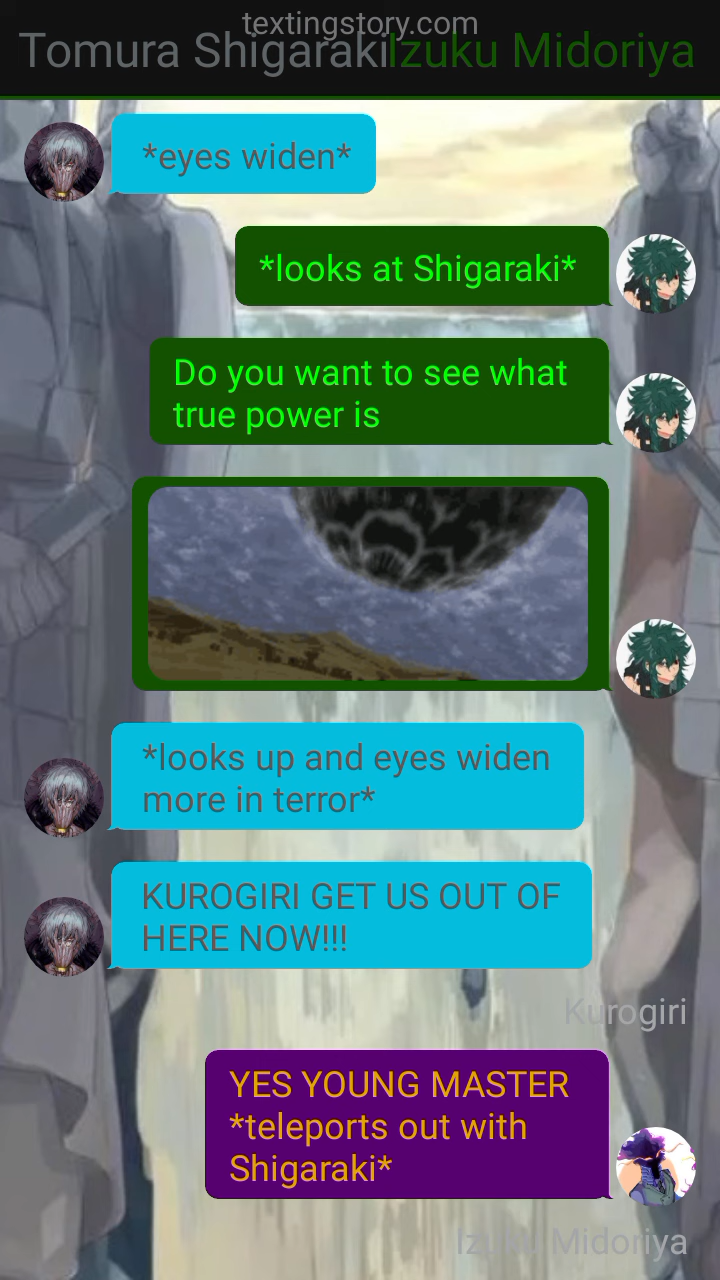 textingstory.com
Tomura Shigaraki Izuku Midoriya
*eyes widen*
*looks at Shigaraki*
Do you want to see what
true power is
*looks up and eyes widen
more in terror*
KUROGIRI GET US OUT OF
HERE NOW!!!
Kurogiri
YES YOUNG MASTER
*teleports out with
Shigaraki*
Izuku Midoriya